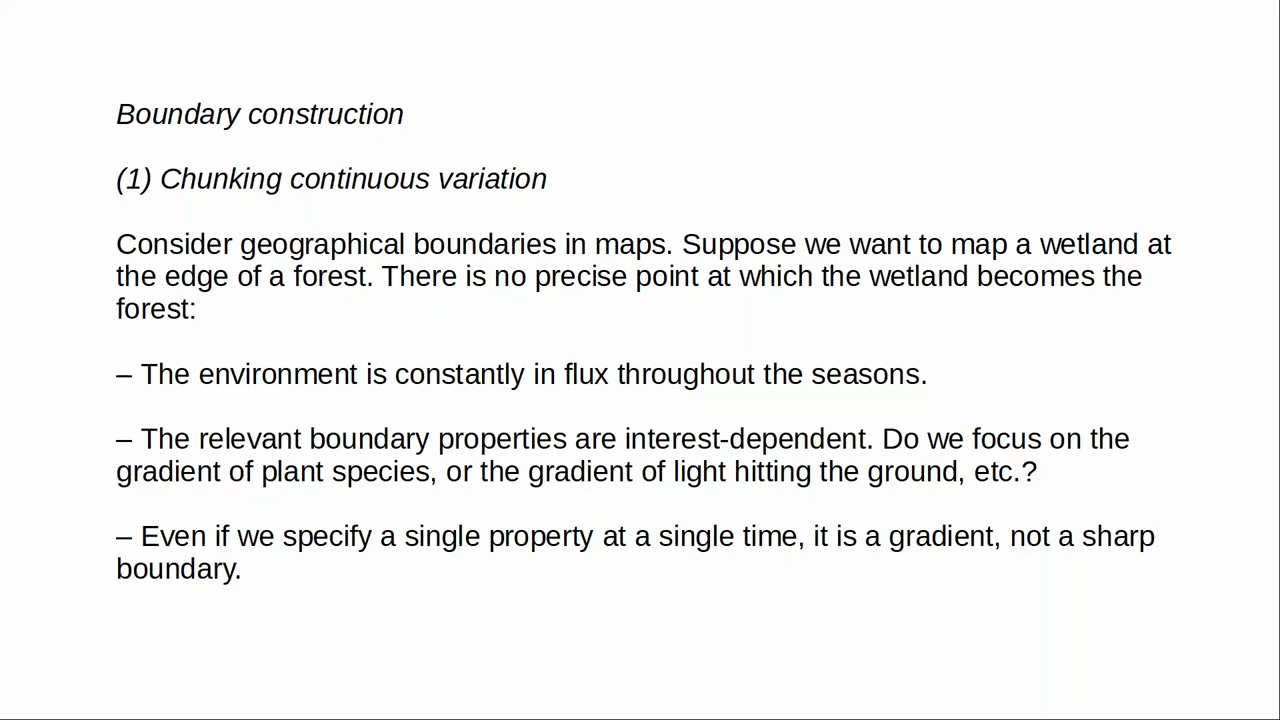 Boundary construction
(1) Chunking continuous variation
Consider geographical boundaries in maps. Suppose we want to map a wetland at
the edge of a forest. There is no precise point at which the wetland becomes the
forest:
– The environment is constantly in flux throughout the seasons.
– The relevant boundary properties are interest-dependent. Do we focus on the
gradient of plant species, or the gradient of light hitting the ground, etc.?
– Even if we specify a single property at a single time, it is a gradient, not a sharp
boundary.